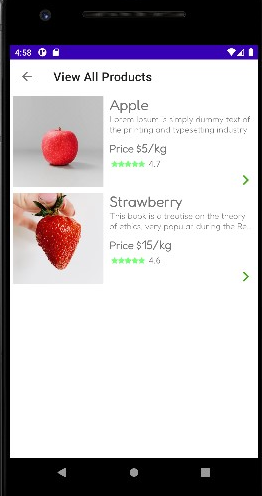 4:58
View All Products
Apple
Lorem Ipsum is simply dummy text of
the printing and typesetting industry
Price $5/kg
4.7
Strawberry
This book is a treatise on the theory
of ethics, very popular during the Re..
Price $15/kg
4.6